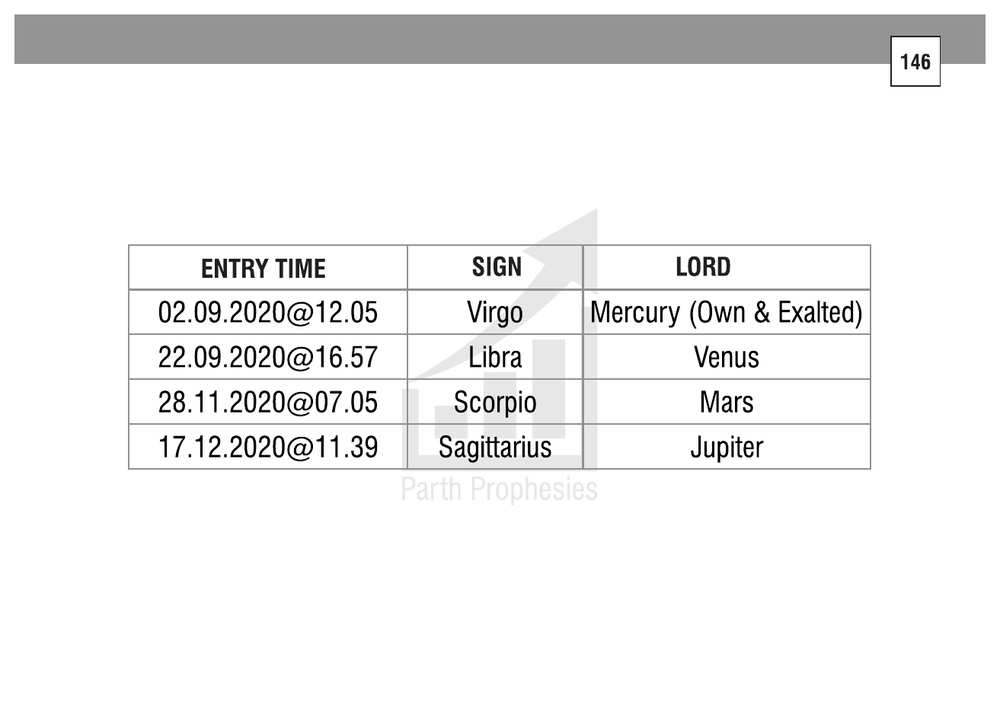 146
ENTRY TIME SIGN LORD
02.09.2020@12.05 Virgo Mercury (Own & Exalted)
22.09.2020@16.57 Libra Venus
28.11.2020@07.05 Scorpio Mars
17.12.2020@11.39 Sagittarius Jupiter
Parth Prophesies